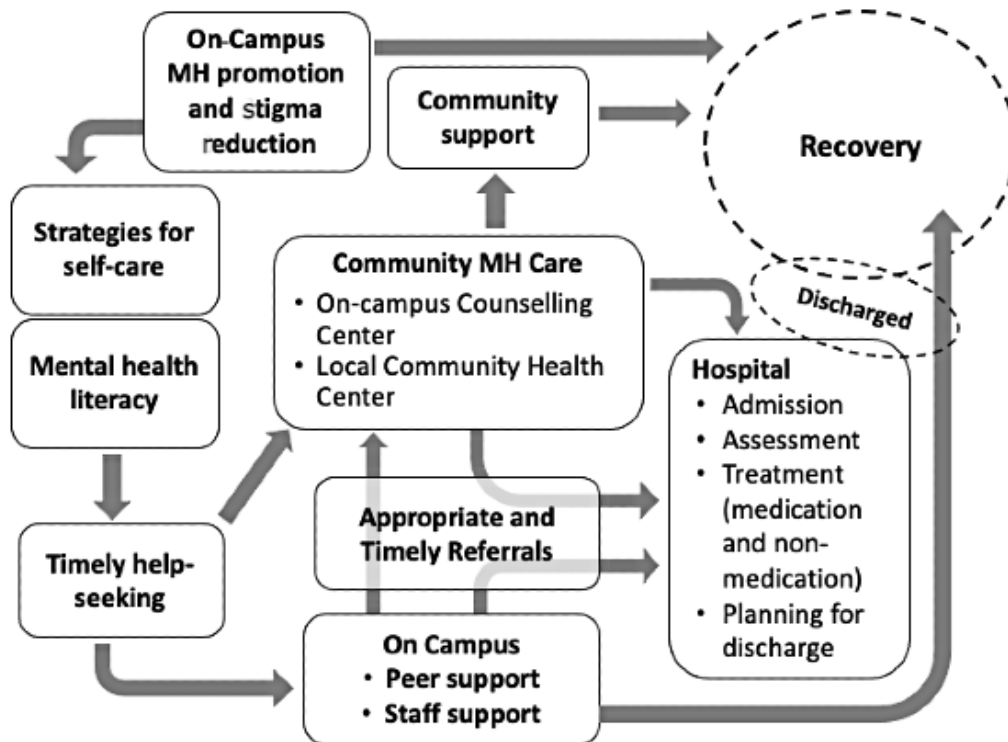 On-Campus
MH promotion
and stigma
reduction
Community
support
Recovery
Strategies for
self-care
Mental health
literacy
Community MH Care
• On-campus Counselling
Center
• Local Community Health
Center
Discharged
Hospital
• Admission
• Assessment
• Treatment
(medication
and non-
medication)
• Planning for
discharge
Appropriate and
Timely Referrals
Timely help-
seeking
On Campus
• Peer support
• Staff support